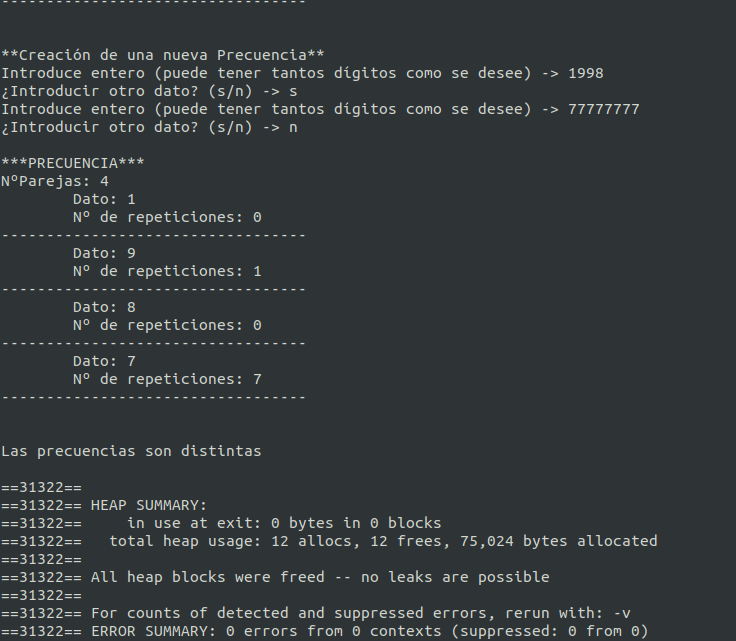 ----------------------------------
**Creación de una nueva Precuencia**
Introduce entero (puede tener tantos dígitos como se desee) -> 1998
¿Introducir otro dato? (s/n) -> s
Introduce entero (puede tener tantos dígitos como se desee) -> 77777777
¿Introducir otro dato? (s/n) -> n
***PRECUENCIA***
NºParejas: 4
Dato: 1
Nº de repeticiones: 0
----------------------------------
Dato: 9
Nº de repeticiones: 1
----------------------------------
Dato: 8
Nº de repeticiones: 0
----------------------------------
Dato: 7
Nº de repeticiones: 7
----------------------------------
Las precuencias son distintas
==31322==
==31322== HEAP SUMMARY:
==31322==     in use at exit: 0 bytes in 0 blocks
==31322==   total heap usage: 12 allocs, 12 frees, 75,024 bytes allocated
==31322==
==31322== All heap blocks were freed -- no leaks are possible
==31322==
==31322== For counts of detected and suppressed errors, rerun with: -v
==31322== ERROR SUMMARY: 0 errors from 0 contexts (suppressed: 0 from 0)